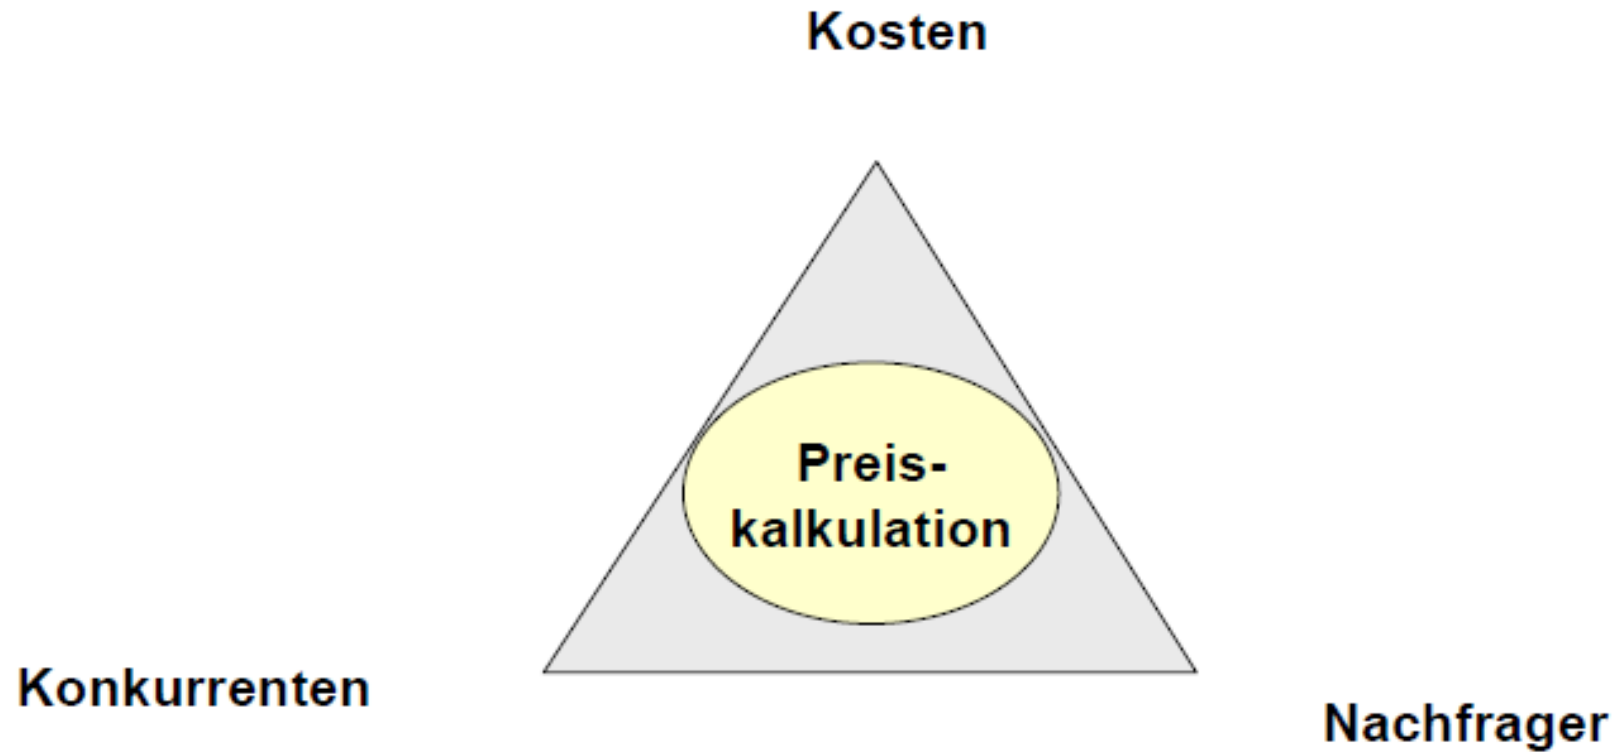 Kosten
Preis-
kalkulation
Konkurrenten
Nachfrager